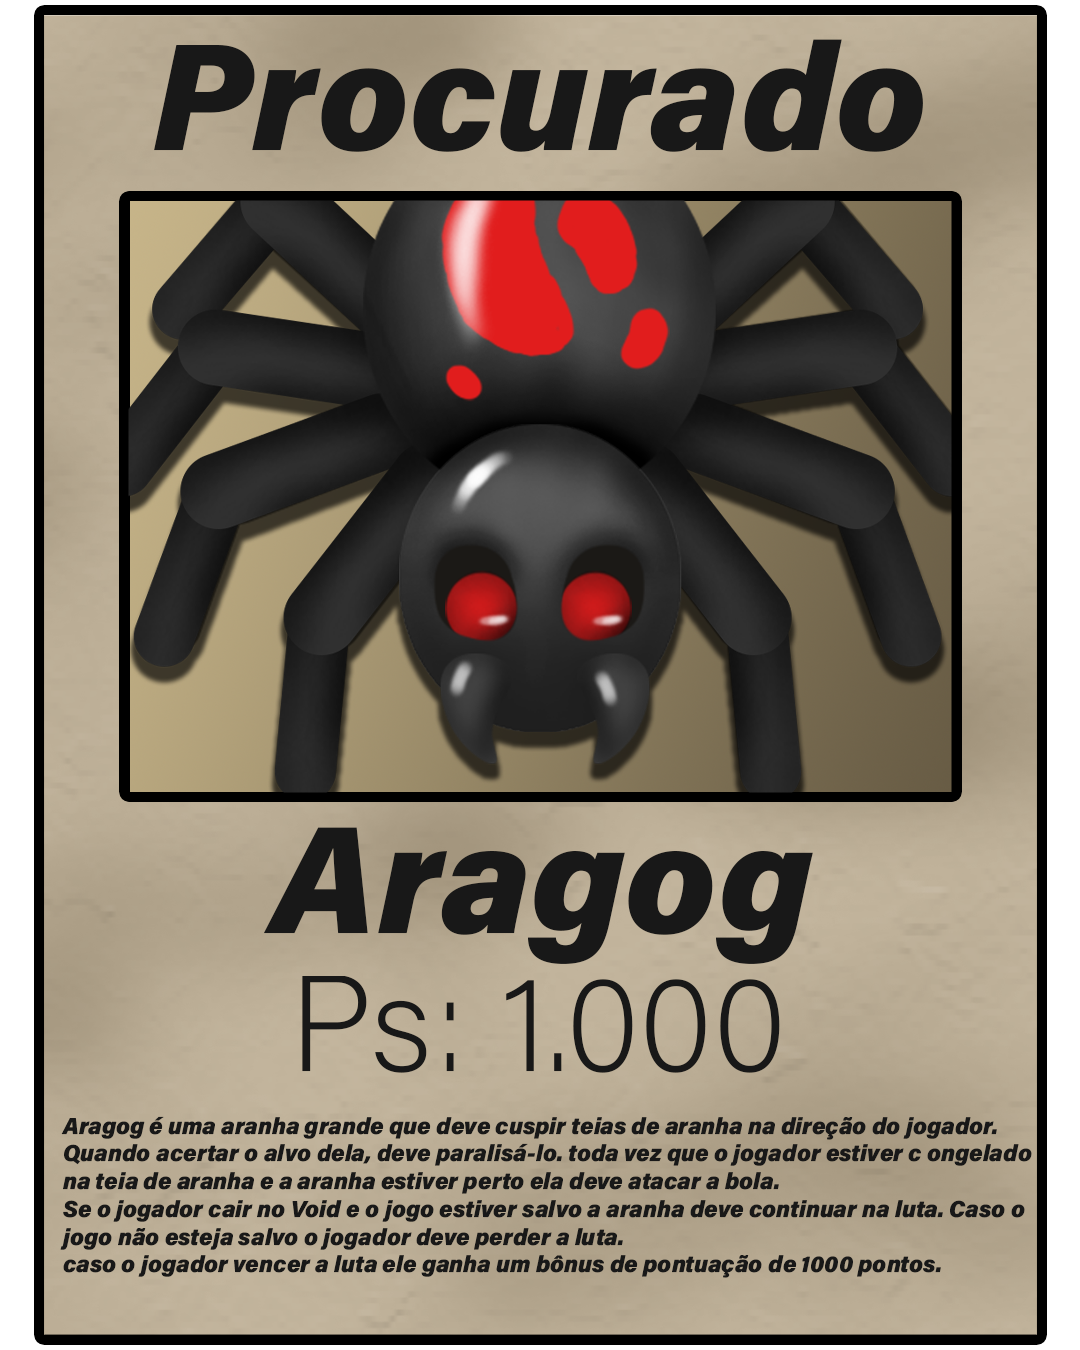 Procurado
Aragog
Ps: 1.000
Aragog é uma aranha grande que deve cuspir teias de aranha na direção do jogador.
Quando acertar o alvo dela, deve paralisá-lo. toda vez que o jogador estiver c ongelado
na teia de aranha e a aranha estiver perto ela deve atacar a bola.
Se o jogador cair no Void e o jogo estiver salvo a aranha deve continuar na luta. Caso o
jogo não esteja salvo o jogador deve perder a luta.
caso o jogador vencer a luta ele ganha um bônus de pontuação de 1000 pontos.